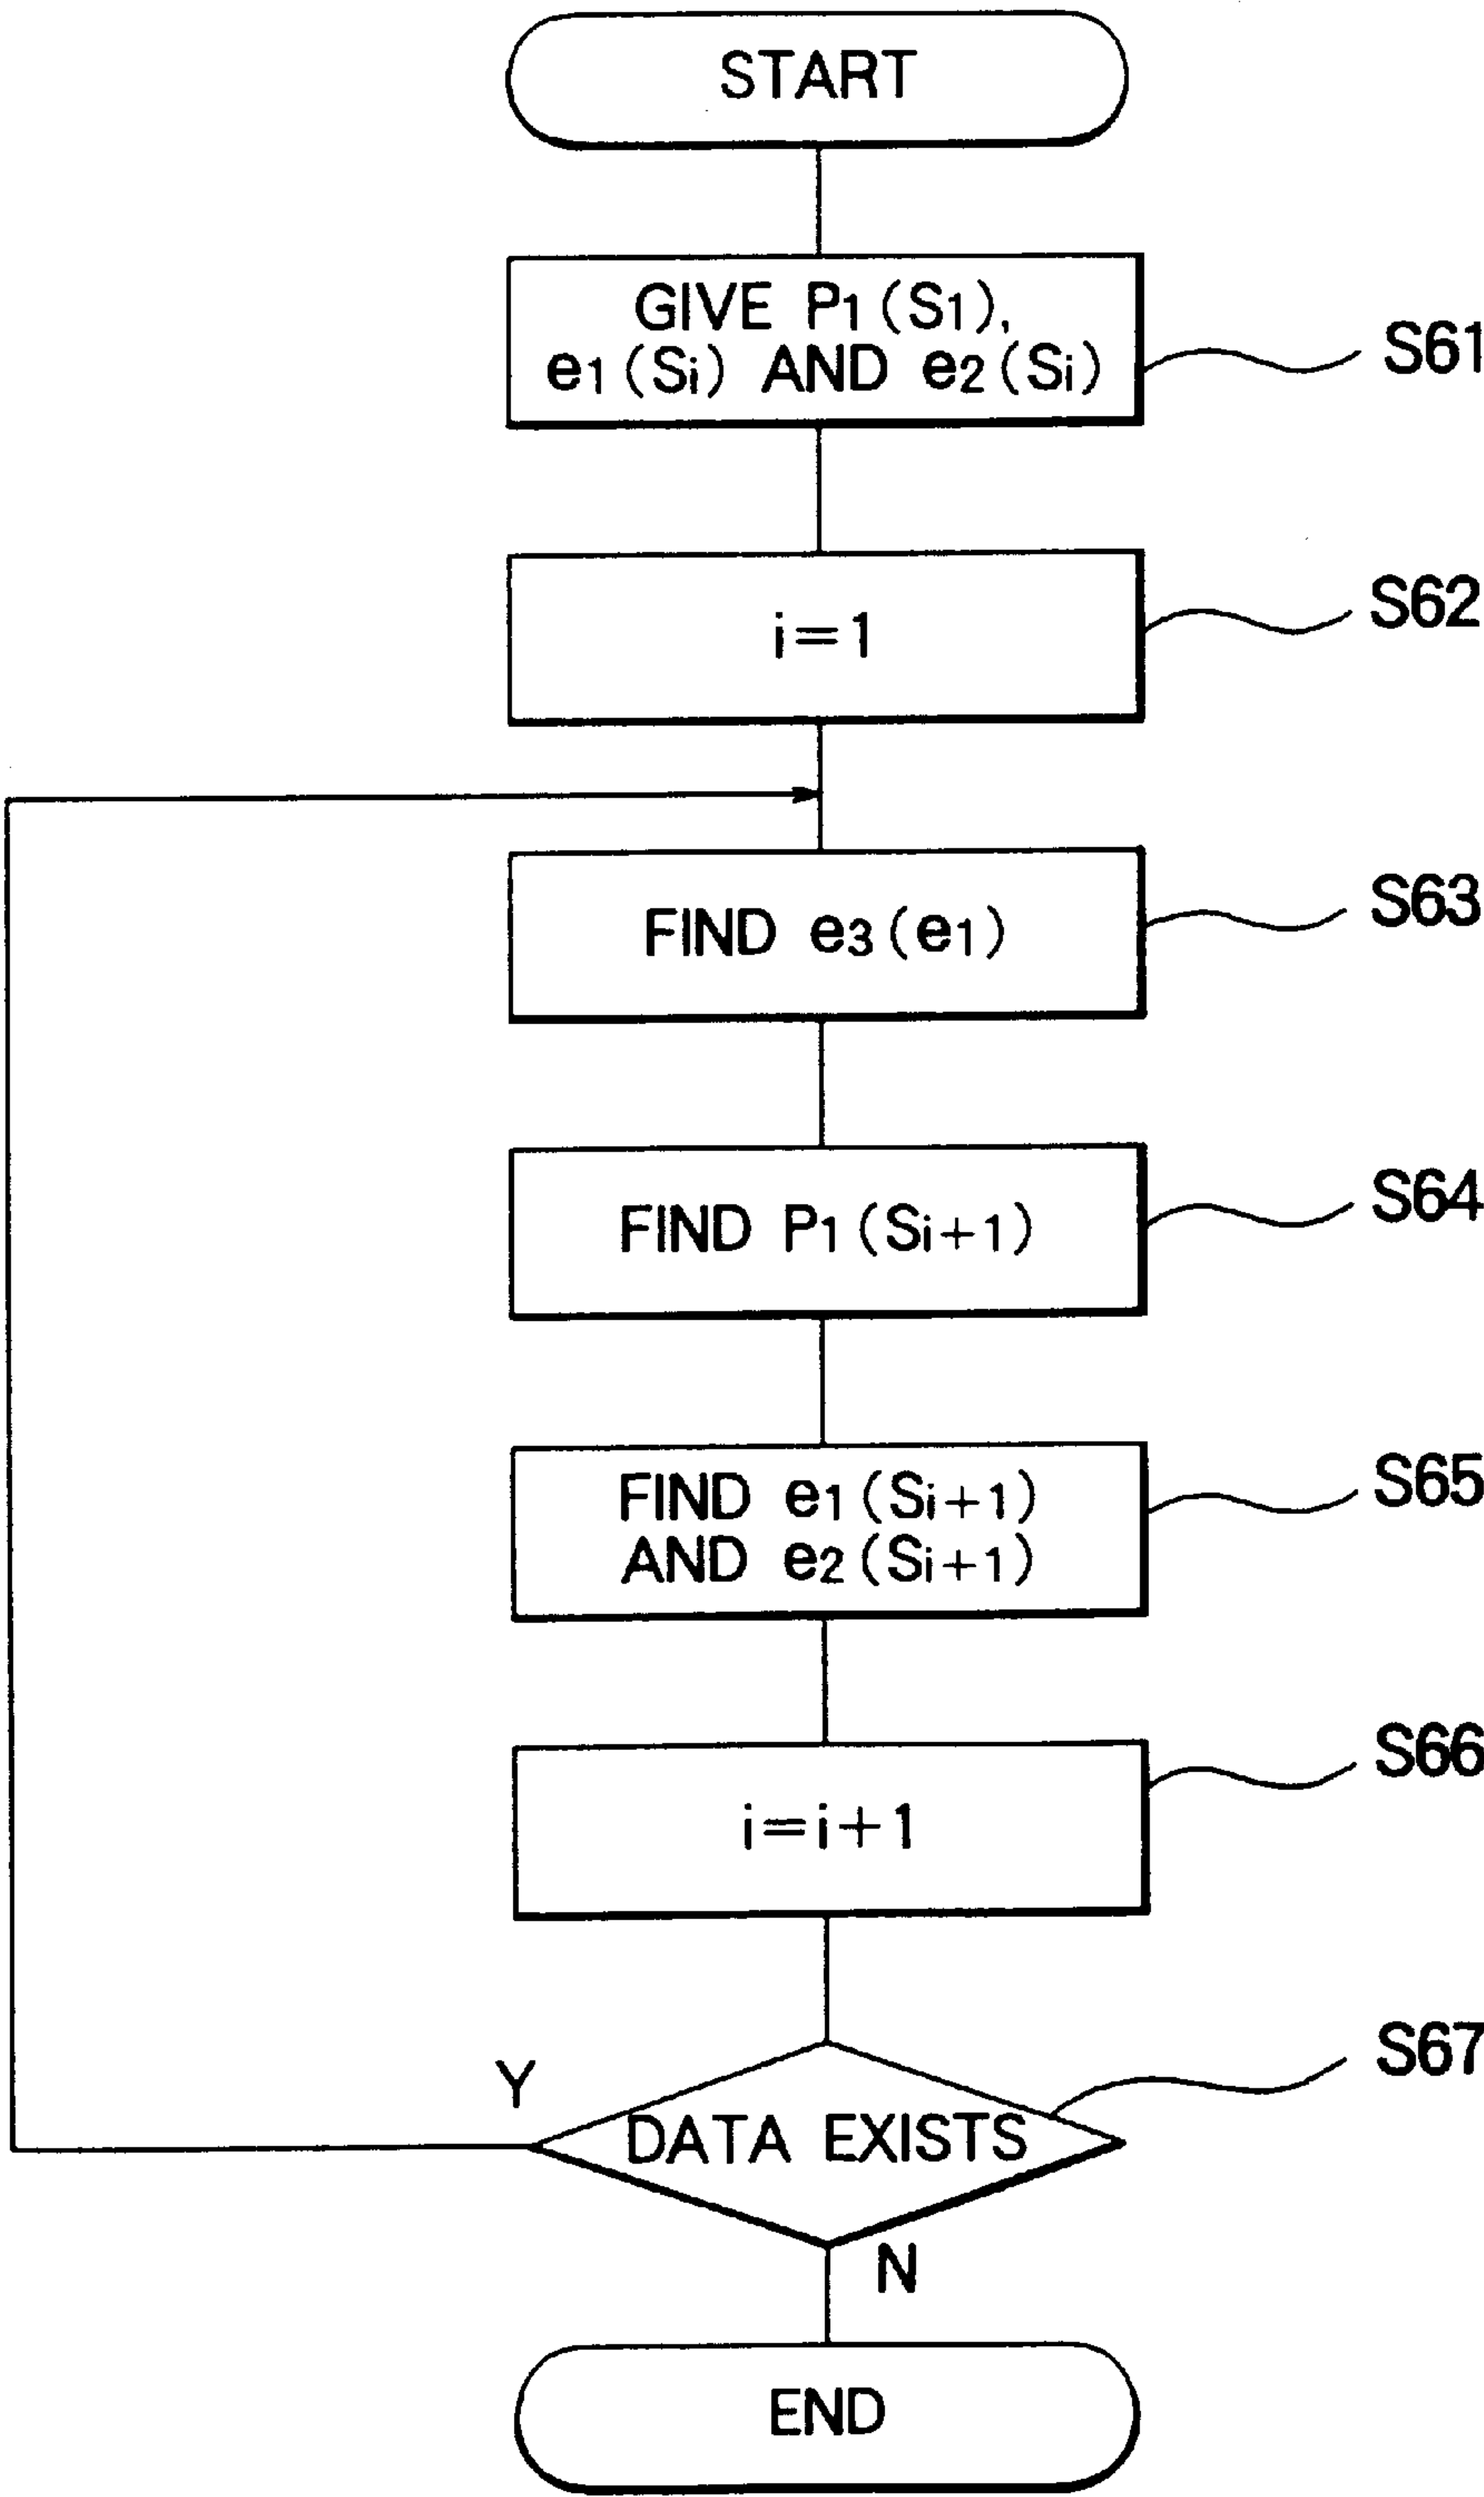 START
GIVE P1(S1),
e1(Si) AND e2(Si)
S61
i=1
S62
FIND e3(e1)
S63
FIND P1(Si+1)
S64
FIND e1(Si+1)
AND e2(Si+1)
S65
i=i+1
S66
DATA EXISTS
S67
Y
N
END